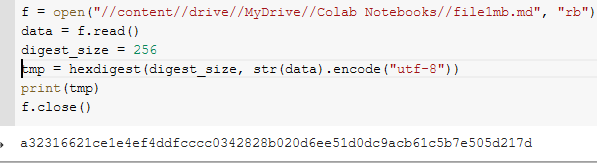 f = open("//content//drive//MyDrive//Colab Notebooks//file1mb.md", "rb")
data = f.read()
digest_size = 256
tmp = hexdigest(digest_size, str(data).encode("utf-8"))
print(tmp)
f.close()
a32316621ce1e4ef4ddfcccc0342828b020d6ee51d0dc9acb61c5b7e505d217d